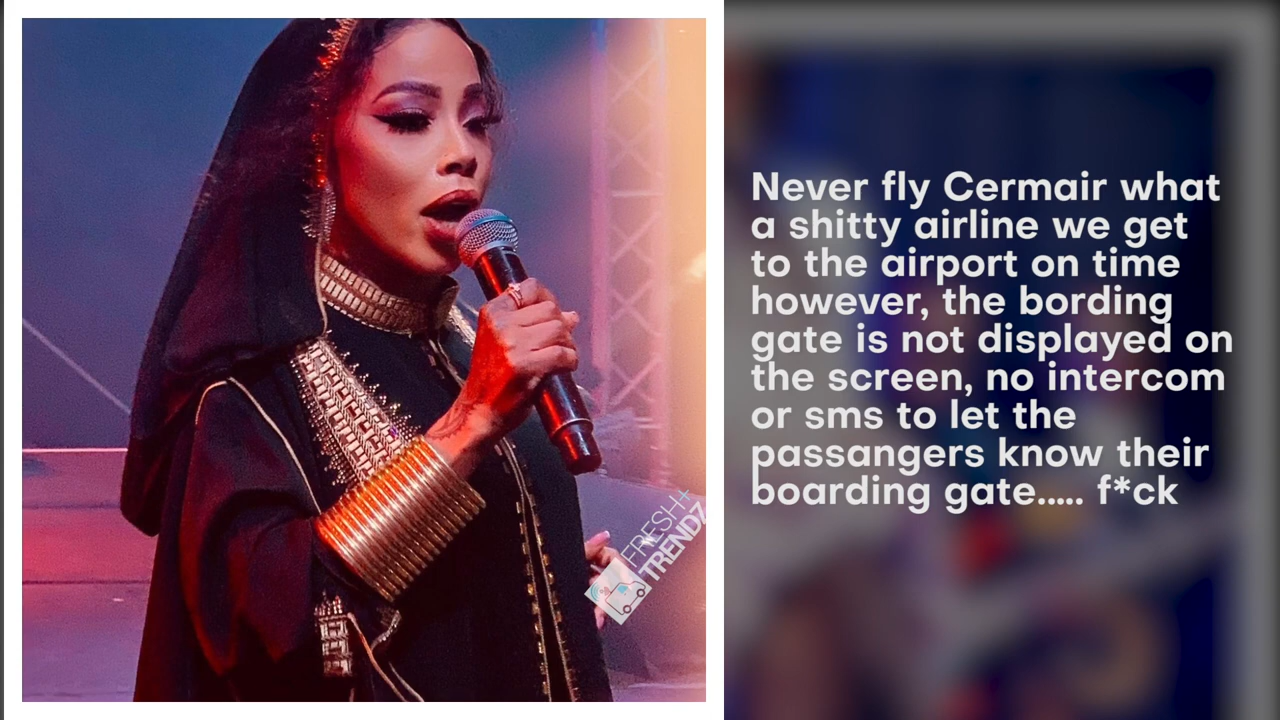 Never fly Cermair what
a shitty airline we get
to the airport on time
however, the bording
gate is not displayed on
the screen, no intercom
or sms to let the
passangers know their
boarding gate..... f*ck
FRESH+
TRENDZ